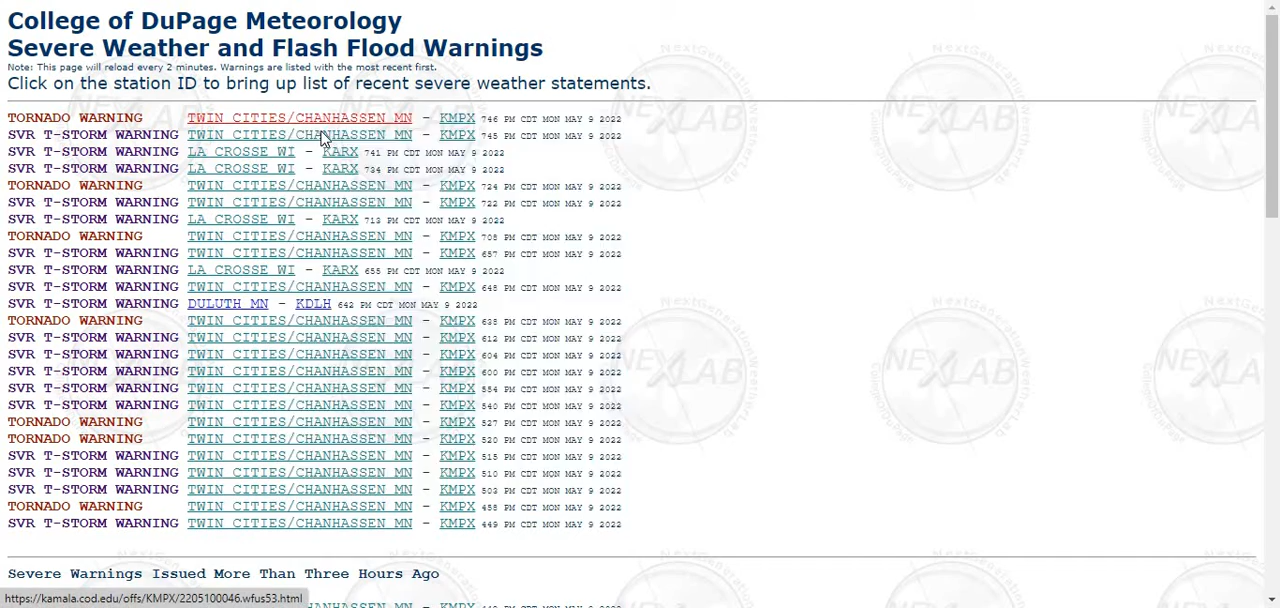 College of DuPage Meteorology
Severe Weather and Flash Flood Warnings
Note: This page will reload every 2 minutes. Warnings are listed with the most recent first.
Click on the station ID to bring up list of recent severe weather statements.
TORNADO WARNING TWIN CITIES/CHANHASSEN MN - KMPX 746 PM CDT MON MAY 9 2022
SVR T-STORM WARNING TWIN CITIES/CHANHASSEN MN - KMPX 745 PM CDT MON MAY 9 2022
SVR T-STORM WARNING LA CROSSE WI - KARX 741 PM CDT MON MAY 9 2022
SVR T-STORM WARNING LA CROSSE WI - KARX 734 PM CDT MON MAY 9 2022
TORNADO WARNING TWIN CITIES/CHANHASSEN MN - KMPX 724 PM CDT MON MAY 9 2022
SVR T-STORM WARNING TWIN CITIES/CHANHASSEN MN - KMPX 722 PM CDT MON MAY 9 2022
SVR T-STORM WARNING LA CROSSE WI - KARX 713 PM CDT MON MAY 9 2022
TORNADO WARNING TWIN CITIES/CHANHASSEN MN - KMPX 708 PM CDT MON MAY 9 2022
SVR T-STORM WARNING TWIN CITIES/CHANHASSEN MN - KMPX 657 PM CDT MON MAY 9 2022
SVR T-STORM WARNING LA CROSSE WI - KARX 655 PM CDT MON MAY 9 2022
SVR T-STORM WARNING TWIN CITIES/CHANHASSEN MN - KMPX 648 PM CDT MON MAY 9 2022
SVR T-STORM WARNING DULUTH MN - KDLH 642 PM CDT MON MAY 9 2022
TORNADO WARNING TWIN CITIES/CHANHASSEN MN - KMPX 635 PM CDT MON MAY 9 2022
SVR T-STORM WARNING TWIN CITIES/CHANHASSEN MN - KMPX 612 PM CDT MON MAY 9 2022
SVR T-STORM WARNING TWIN CITIES/CHANHASSEN MN - KMPX 604 PM CDT MON MAY 9 2022
SVR T-STORM WARNING TWIN CITIES/CHANHASSEN MN - KMPX 600 PM CDT MON MAY 9 2022
SVR T-STORM WARNING TWIN CITIES/CHANHASSEN MN - KMPX 554 PM CDT MON MAY 9 2022
SVR T-STORM WARNING TWIN CITIES/CHANHASSEN MN - KMPX 540 PM CDT MON MAY 9 2022
TORNADO WARNING TWIN CITIES/CHANHASSEN MN - KMPX 527 PM CDT MON MAY 9 2022
TORNADO WARNING TWIN CITIES/CHANHASSEN MN - KMPX 520 PM CDT MON MAY 9 2022
SVR T-STORM WARNING TWIN CITIES/CHANHASSEN MN - KMPX 515 PM CDT MON MAY 9 2022
SVR T-STORM WARNING TWIN CITIES/CHANHASSEN MN - KMPX 510 PM CDT MON MAY 9 2022
SVR T-STORM WARNING TWIN CITIES/CHANHASSEN MN - KMPX 503 PM CDT MON MAY 9 2022
TORNADO WARNING TWIN CITIES/CHANHASSEN MN - KMPX 458 PM CDT MON MAY 9 2022
SVR T-STORM WARNING TWIN CITIES/CHANHASSEN MN - KMPX 449 PM CDT MON MAY 9 2022
Severe Warnings Issued More Than Three Hours Ago
https://kamala.cod.edu/offs/KMPX/2205100046.wfus53.html